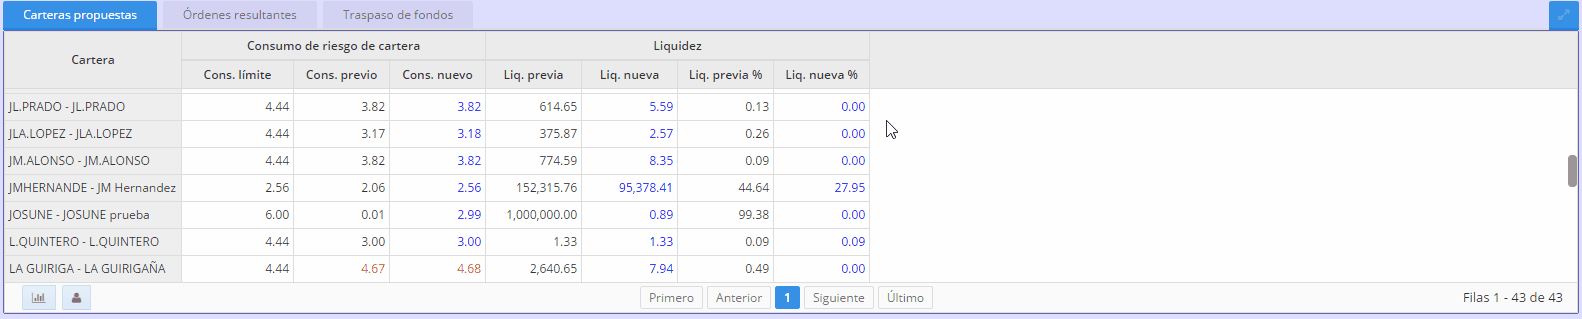 Carteras propuestas Órdenes resultantes Traspaso de fondos
Cartera Consumo de riesgo de cartera Liquidez
Cons. límite Cons. previo Cons. nuevo Liq. previa Liq. nueva Liq. previa % Liq. nueva %
JL.PRADO - JL.PRADO 4.44 3.82 3.82 614.65 5.59 0.13 0.00
JLA.LOPEZ - JLA.LOPEZ 4.44 3.17 3.18 375.87 2.57 0.26 0.00
JM.ALONSO - JM.ALONSO 4.44 3.82 3.82 774.59 8.35 0.09 0.00
JMHERNANDE - JM Hernandez 2.56 2.06 2.56 152,315.76 95,378.41 44.64 27.95
JOSUNE - JOSUNE prueba 6.00 0.01 2.99 1,000,000.00 0.89 99.38 0.00
L.QUINTERO - L.QUINTERO 4.44 3.00 3.00 1.33 1.33 0.09 0.09
LA GUIRIGA - LA GUIRIGAÑA 4.44 4.67 4.68 2,640.65 7.94 0.49 0.00
Primero Anterior 1 Siguiente Último Filas 1 - 43 de 43